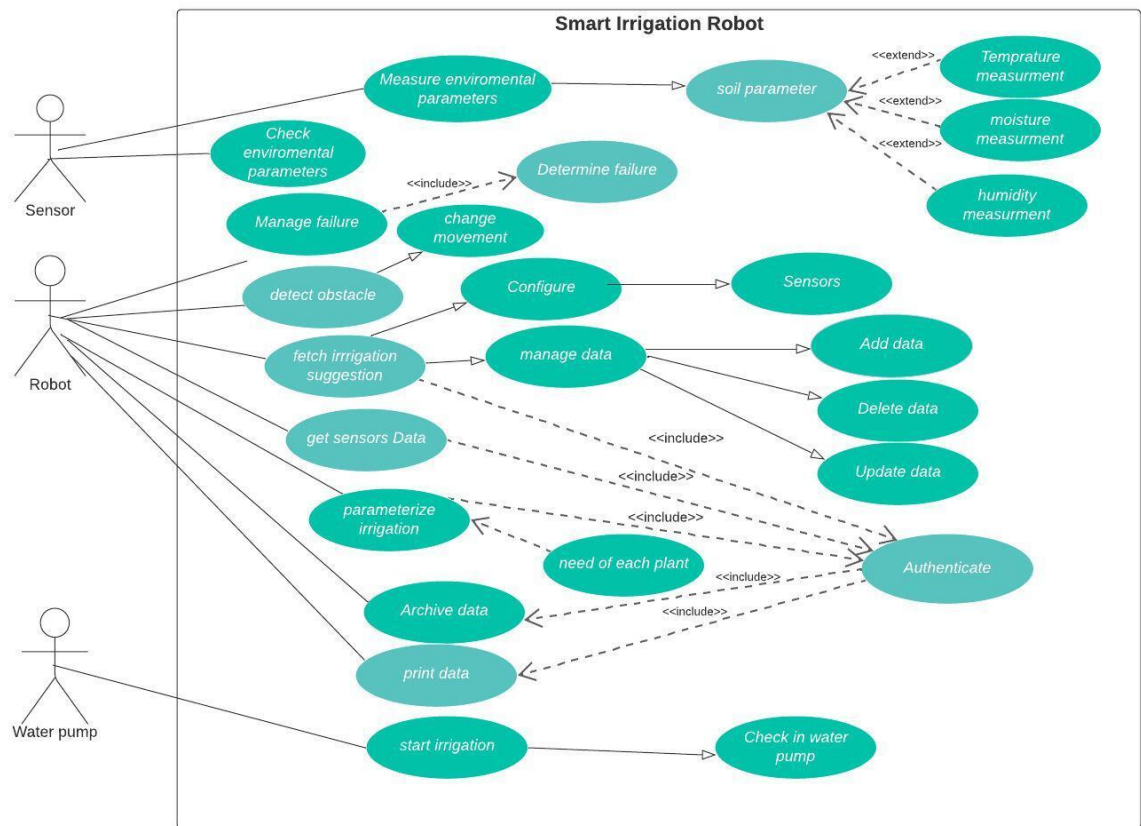 Smart Irrigation Robot
Measure enviromental
parameters
soil parameter
<<extend>>
Temprature
measurment
<<extend>>
moisture
measurment
<<extend>>
humidity
measurment
Sensor
Check
enviromental
parameters
<<include>>
Determine failure
Manage failure
change
movement
Robot
detect obstacle
Configure
Sensors
fetch irrrigation
suggestion
manage data
Add data
Delete data
Update data
get sensors Data
<<include>>
<<include>>
parameterize
irrigation
<<include>>
need of each plant
Authenticate
<<include>>
Archive data
<<include>>
print data
Water pump
start irrigation
Check in water
pump